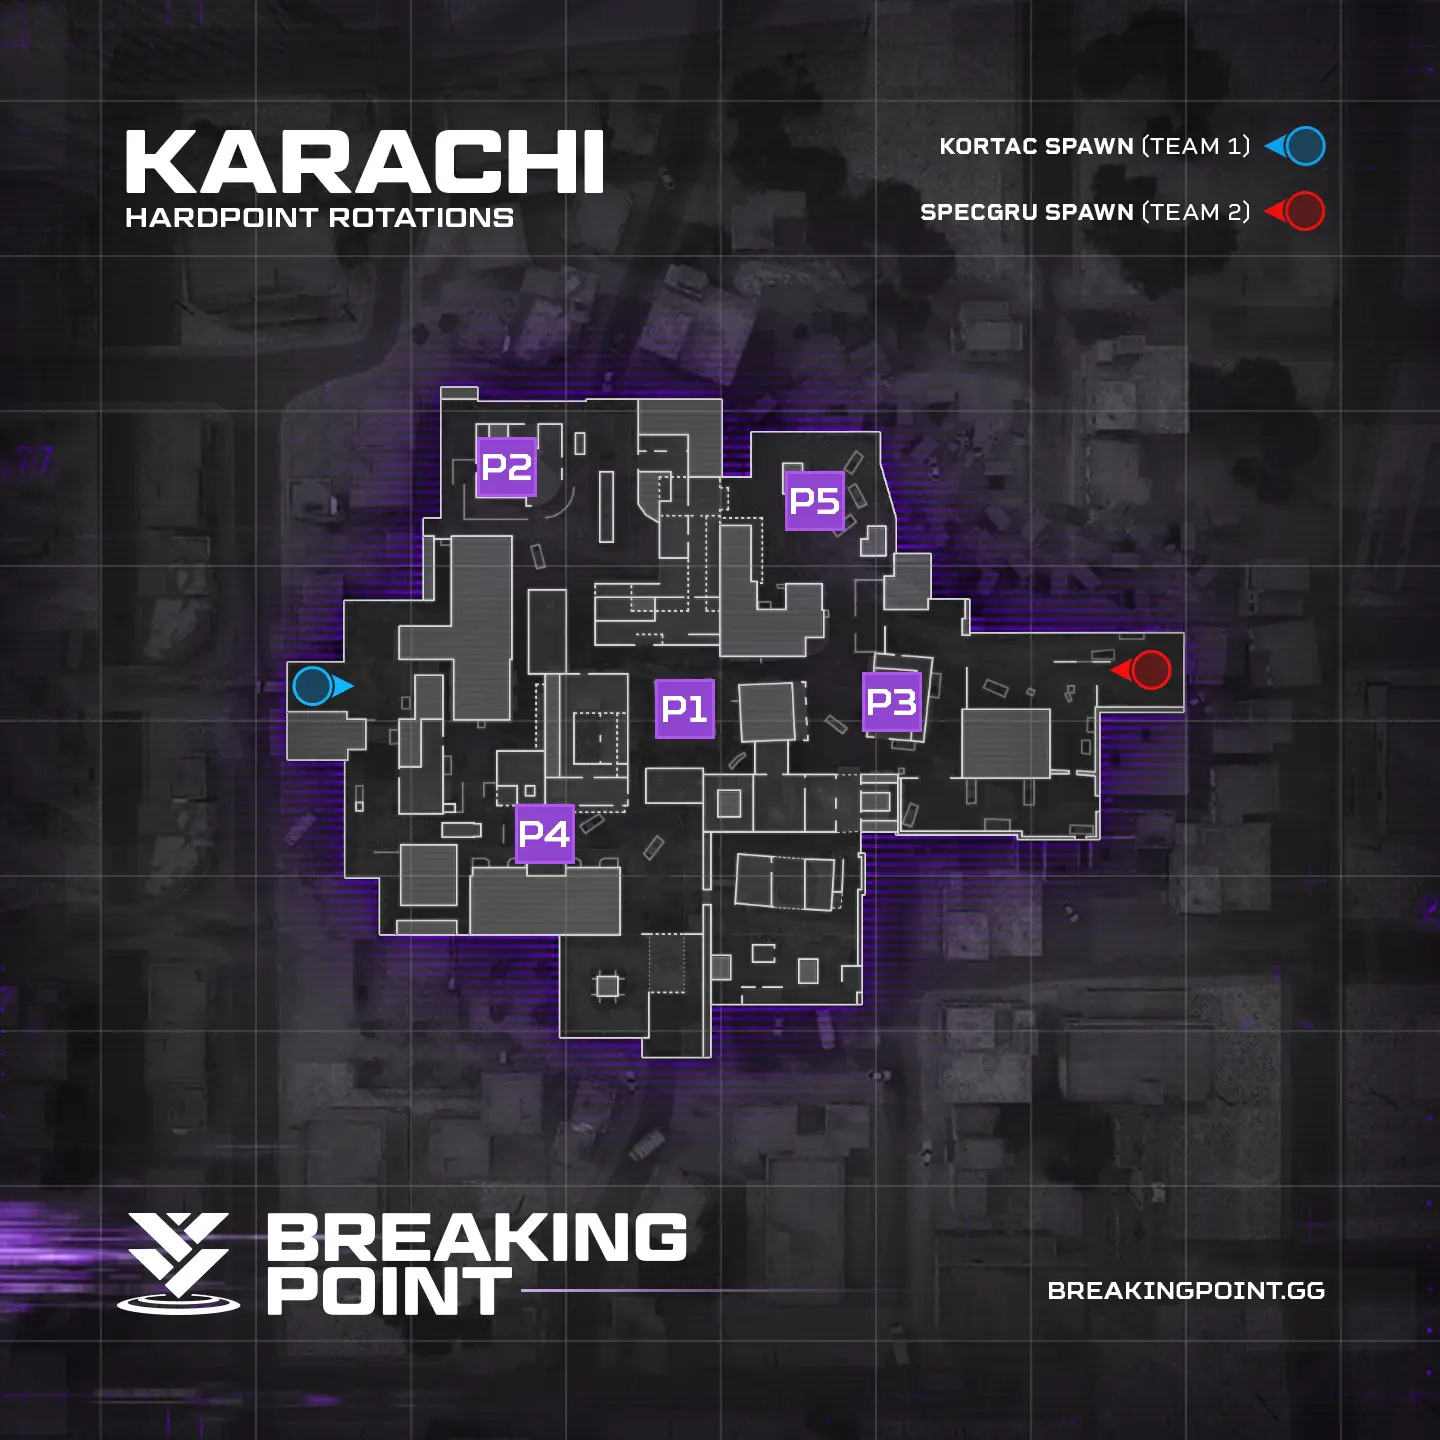 KARACHI
HARDPOINT ROTATIONS
KORTAC SPAWN (TEAM 1)
SPECGRU SPAWN (TEAM 2)
P2
P5
P1
P3
P4
BREAKING
POINT
BREAKINGPOINT.GG